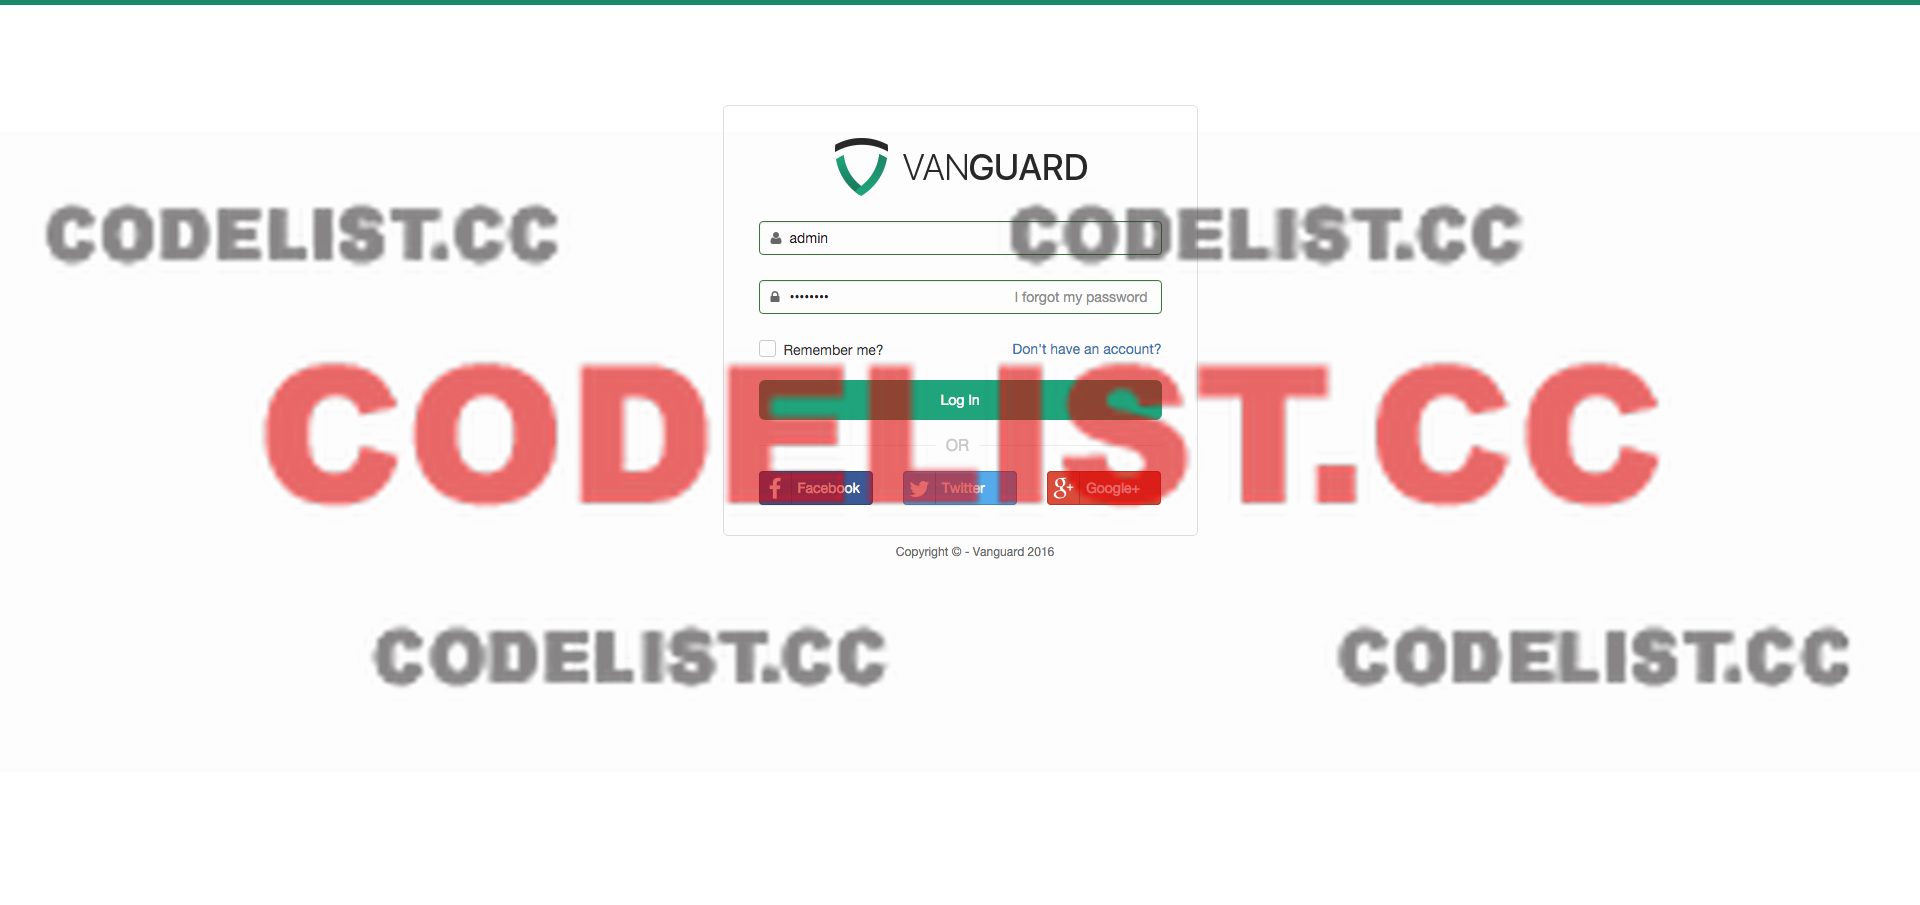 VANGUARD
CODELIST.CC
CODELIST.CC
admin
••••••••
I forgot my password
Remember me?
Don't have an account?
CODELIST.CC
Log In
OR
Facebook
Twitter
Google+
Copyright © - Vanguard 2016
CODELIST.CC
CODELIST.CC